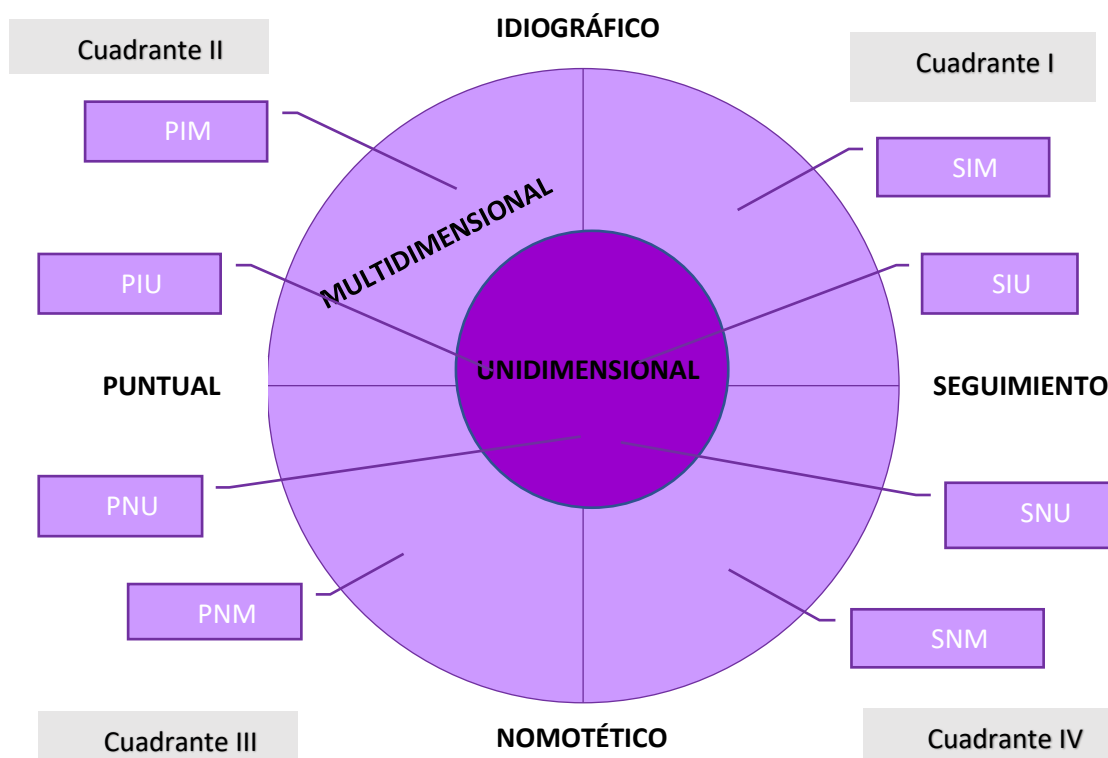 IDIOGRÁFICO
Cuadrante II
Cuadrante I
PIM
SIM
MULTIDIMENSIONAL
PIU
SIU
UNIDIMENSIONAL
PUNTUAL
SEGUIMIENTO
PNU
SNU
PNM
SNM
Cuadrante III
NOMOTÉTICO
Cuadrante IV